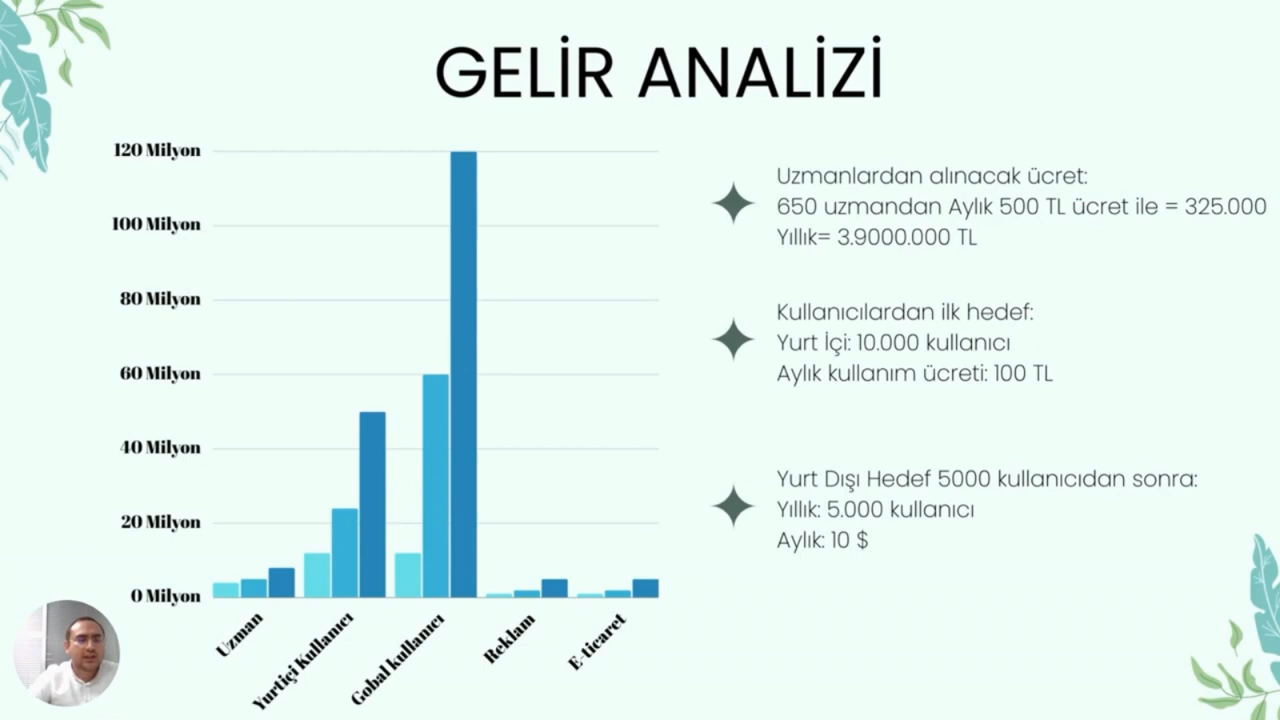 GELİR ANALİZİ
120 Milyon
100 Milyon
80 Milyon
60 Milyon
40 Milyon
20 Milyon
0 Milyon
Uzman
Yurtiçi Kullanıcı
Gobal kullanıcı
Reklam
E-ticaret
Uzmanlardan alınacak ücret:
650 uzmandan Aylık 500 TL ücret ile = 325.000
Yıllık= 3.9000.000 TL
Kullanıcılardan ilk hedef:
Yurt İçi: 10.000 kullanıcı
Aylık kullanım ücreti: 100 TL
Yurt Dışı Hedef 5000 kullanıcıdan sonra:
Yıllık: 5.000 kullanıcı
Aylık: 10 $